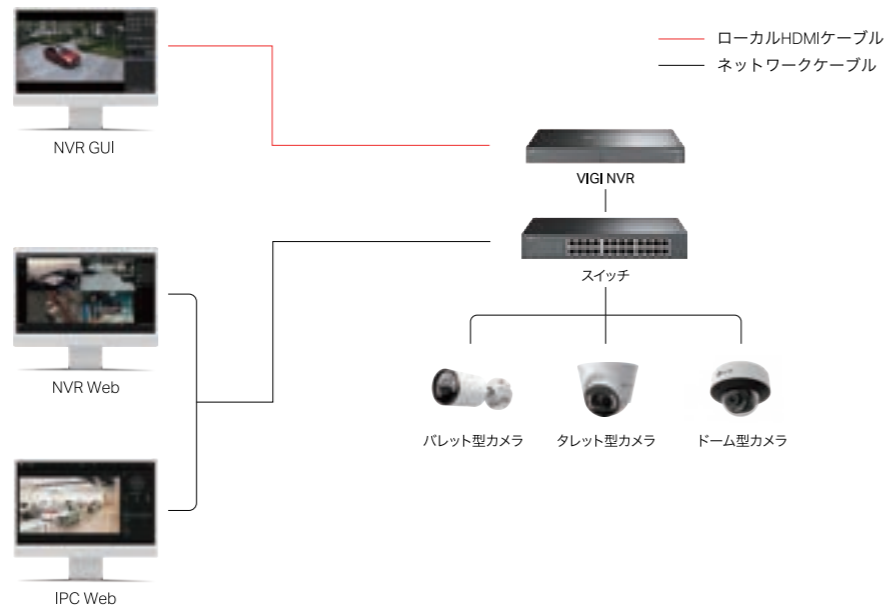 ローカルHDMIケーブル
ネットワークケーブル
NVR GUI
VIGI NVR
スイッチ
NVR Web
バレット型カメラ
タレット型カメラ
ドーム型カメラ
IPC Web